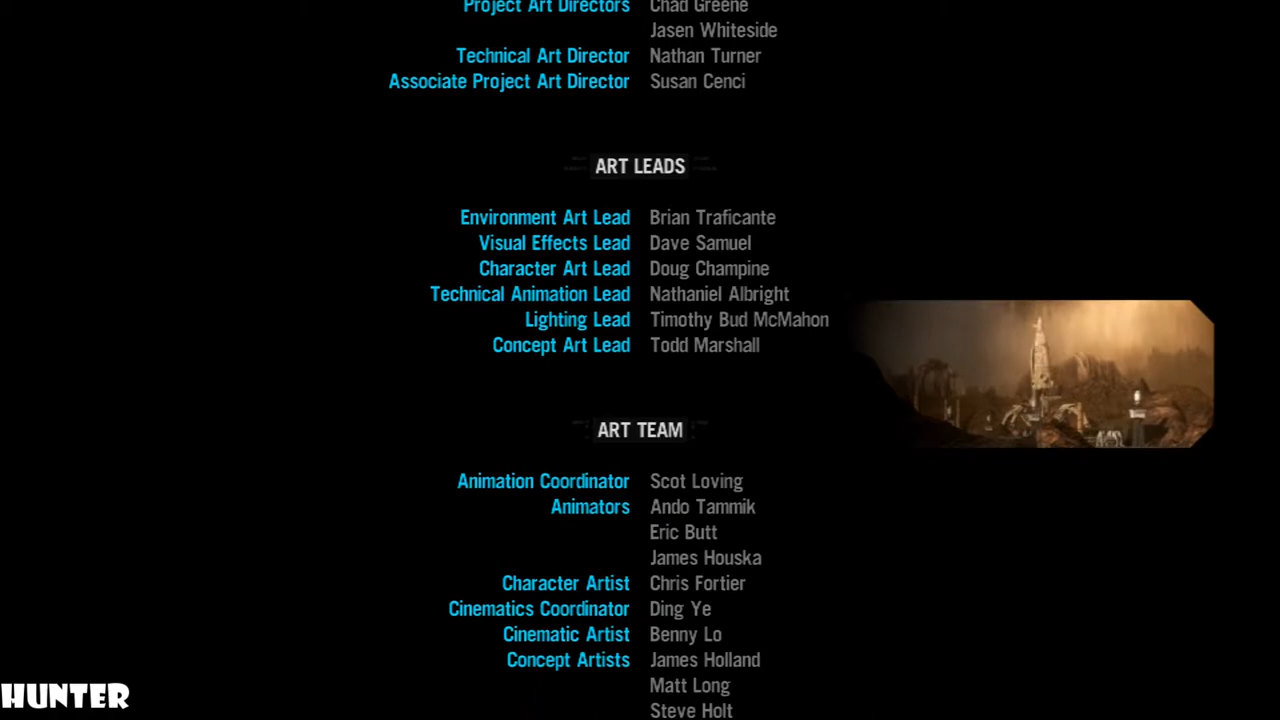 Project Art Directors Chad Greene
Jasen Whiteside
Technical Art Director Nathan Turner
Associate Project Art Director Susan Cenci
ART LEADS
Environment Art Lead Brian Traficante
Visual Effects Lead Dave Samuel
Character Art Lead Doug Champine
Technical Animation Lead Nathaniel Albright
Lighting Lead Timothy Bud McMahon
Concept Art Lead Todd Marshall
ART TEAM
Animation Coordinator Scot Loving
Animators Ando Tammik
Eric Butt
James Houska
Character Artist Chris Fortier
Cinematics Coordinator Ding Ye
Cinematic Artist Benny Lo
Concept Artists James Holland
Matt Long
Steve Holt
HUNTER